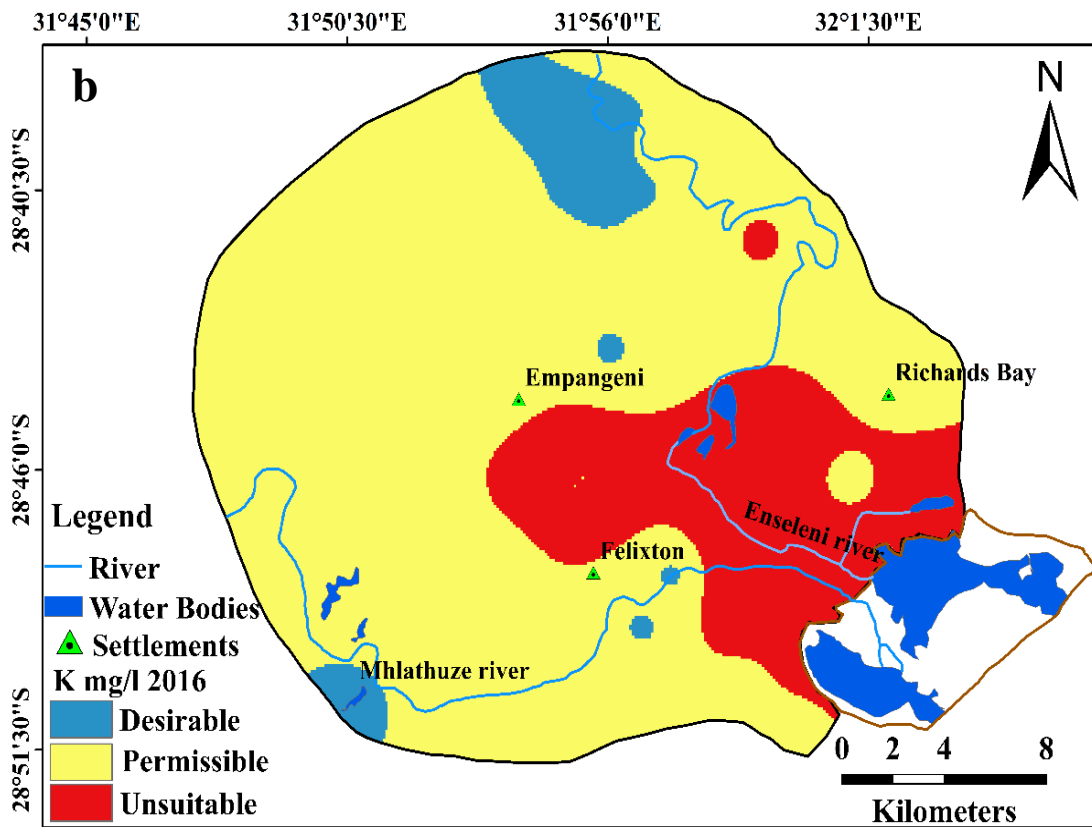 31°45'0"E 31°50'30"E 31°56'0"E 32°1'30"E
b
N
28°40'30"S
28°46'0"S
28°51'30"S
Empangeni
Richards Bay
Enseleni river
Felixton
Mhlathuze river
Legend
River
Water Bodies
Settlements
K mg/l 2016
Desirable
Permissible
Unsuitable
0 2 4 8
Kilometers